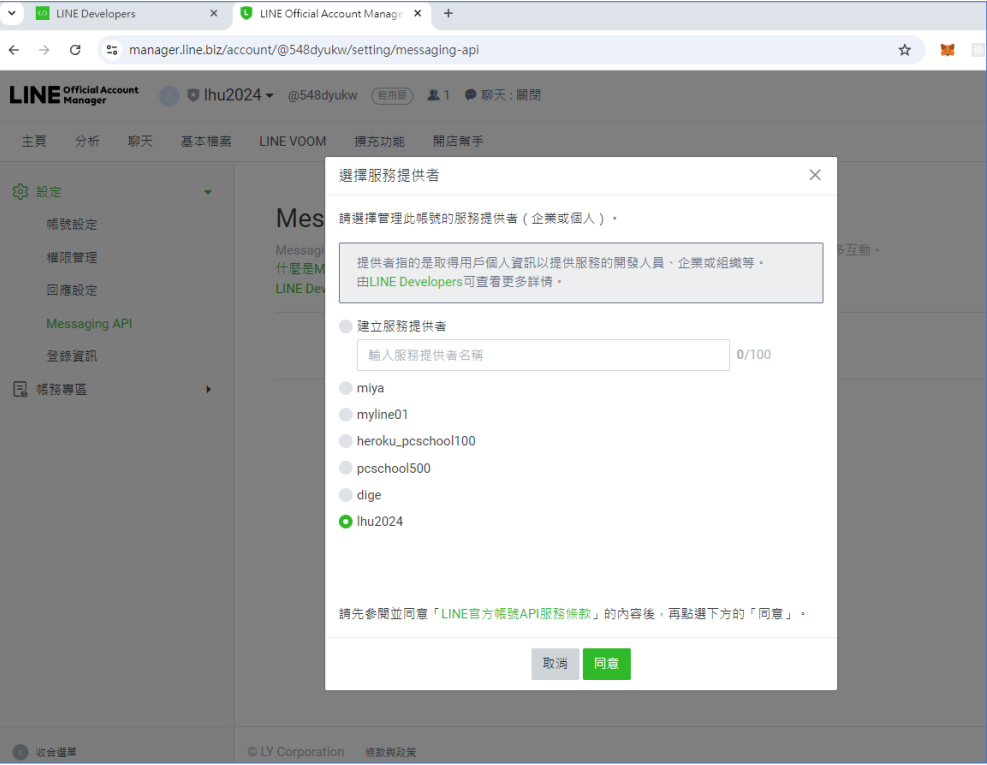 LINE Developers
LINE Official Account Manage
manager.line.biz/account/@548dyukw/setting/messaging-api
LINE Official Account Manager
lhu2024
@548dyukw
輕用量
1
聊天 : 關閉
主頁
分析
聊天
基本檔案
LINE VOOM
擴充功能
開店幫手
設定
帳號設定
權限管理
回應設定
Messaging API
登錄資訊
帳務專區
Mes
Messagi
多互動。
什麼是M
LINE Dev
選擇服務提供者
請選擇管理此帳號的服務提供者（企業或個人）。
提供者指的是取得用戶個人資訊以提供服務的開發人員、企業或組織等。
由LINE Developers可查看更多詳情。
建立服務提供者
輸入服務提供者名稱
0/100
miya
myline01
heroku_pcschool100
pcschool500
dige
lhu2024
請先參閱並同意「LINE官方帳號API服務條款」的內容後，再點選下方的「同意」。
取消
同意
收合選單
© LY Corporation
條款與政策